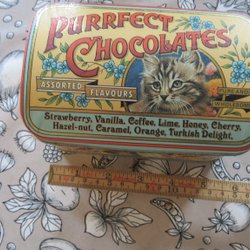 PURRFECT
CHOCOLATES
ASSORTED FLAVOURS
Strawberry, Vanilla, Coffee, Lime, Honey, Cherry,
Hazel-nut, Caramel, Orange, Turkish Delight.